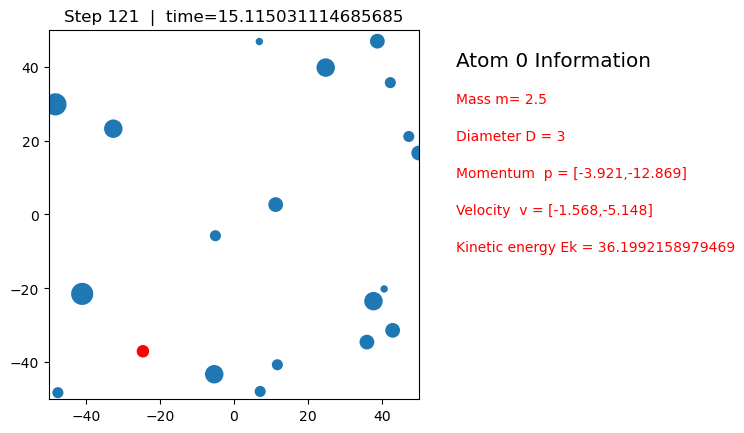 Step 121  |  time=15.115031114685685
Atom 0 Information
Mass m= 2.5
Diameter D = 3
Momentum  p = [-3.921,-12.869]
Velocity  v = [-1.568,-5.148]
Kinetic energy Ek = 36.1992158979469
40
20
0
−20
−40
−40 −20 0 20 40